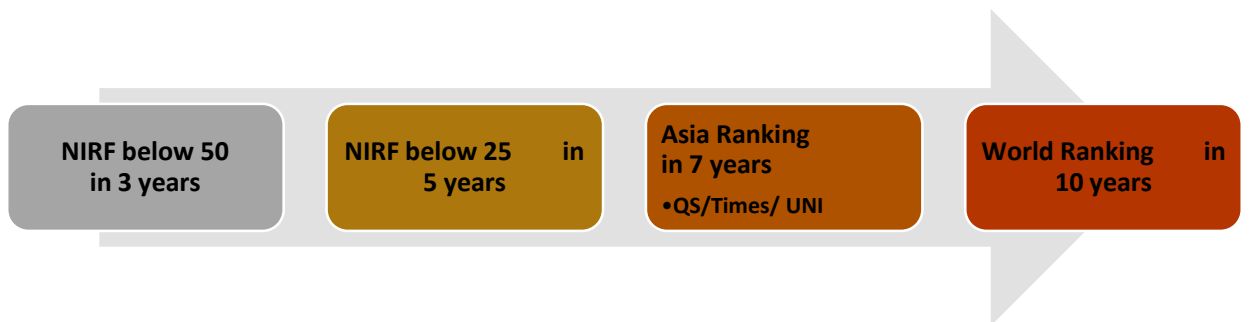 NIRF below 50
in 3 years
NIRF below 25 in
5 years
Asia Ranking
in 7 years
•QS/Times/ UNI
World Ranking in
10 years